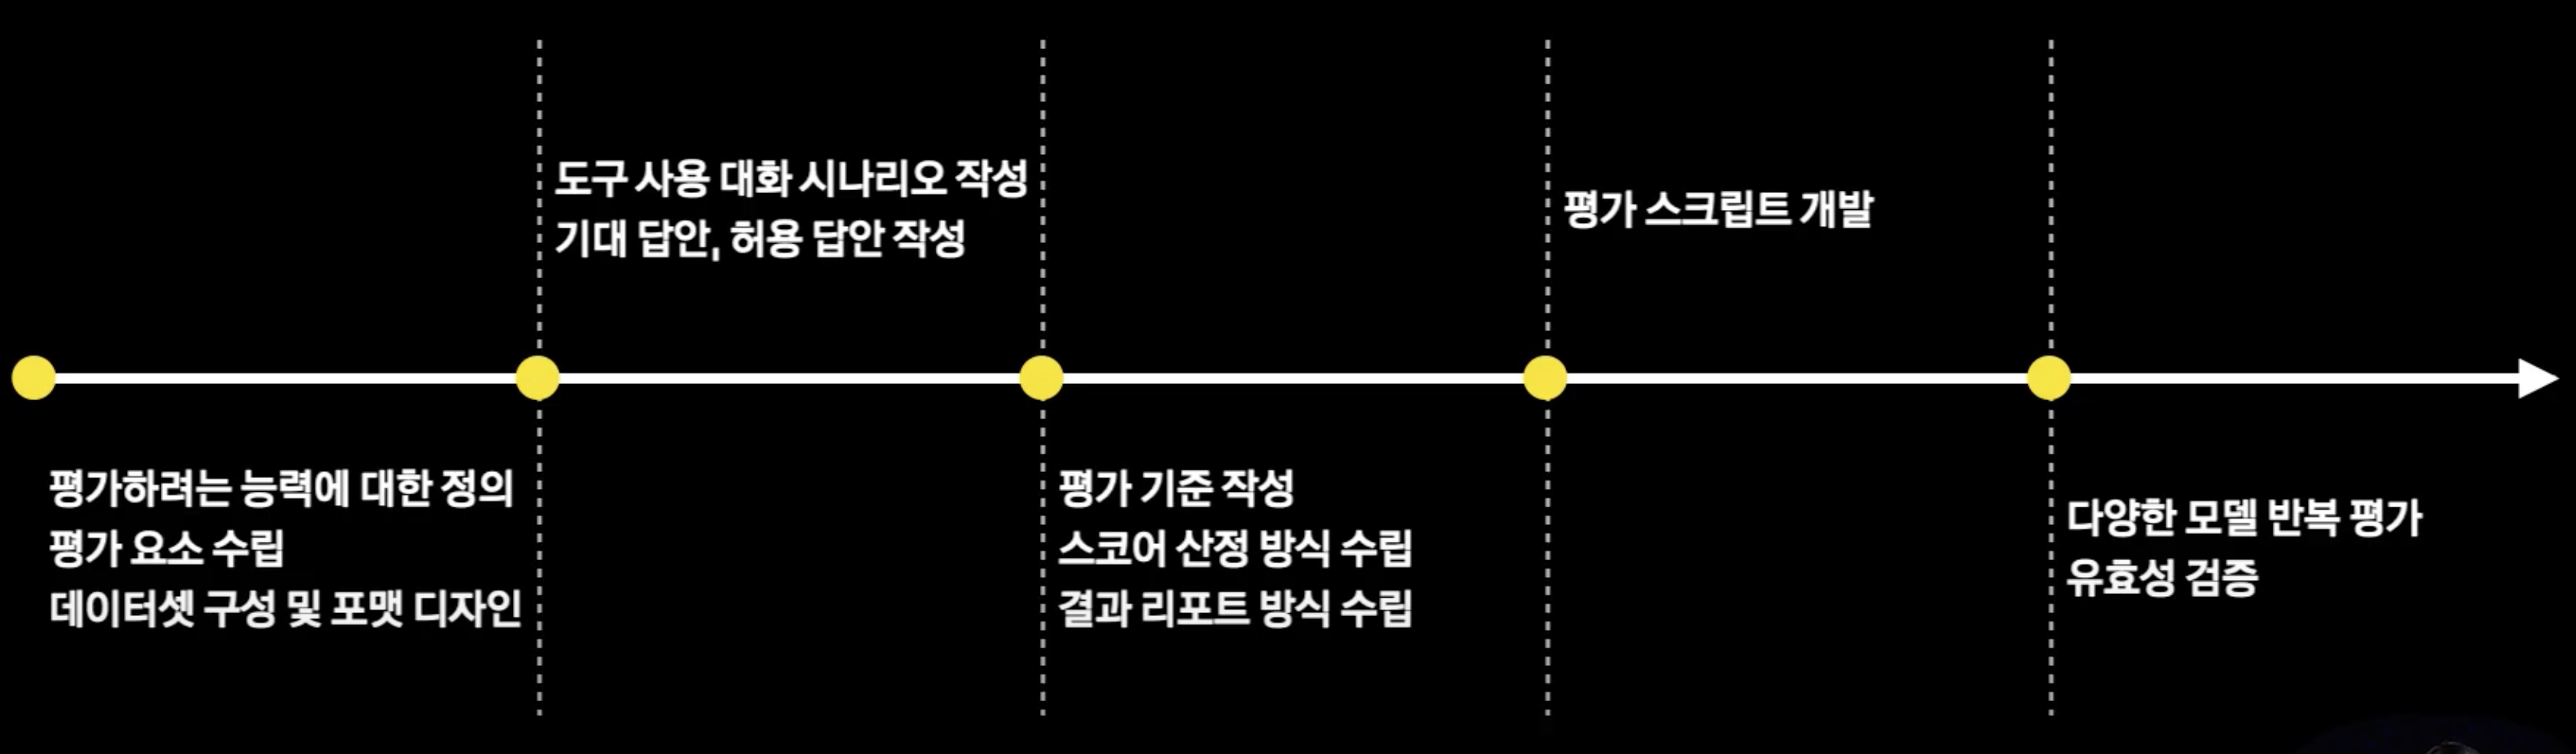 평가하려는 능력에 대한 정의
평가 요소 수립
데이터셋 구성 및 포맷 디자인
도구 사용 대화 시나리오 작성
기대 답안, 허용 답안 작성
평가 기준 작성
스코어 산정 방식 수립
결과 리포트 방식 수립
평가 스크립트 개발
다양한 모델 반복 평가
유효성 검증